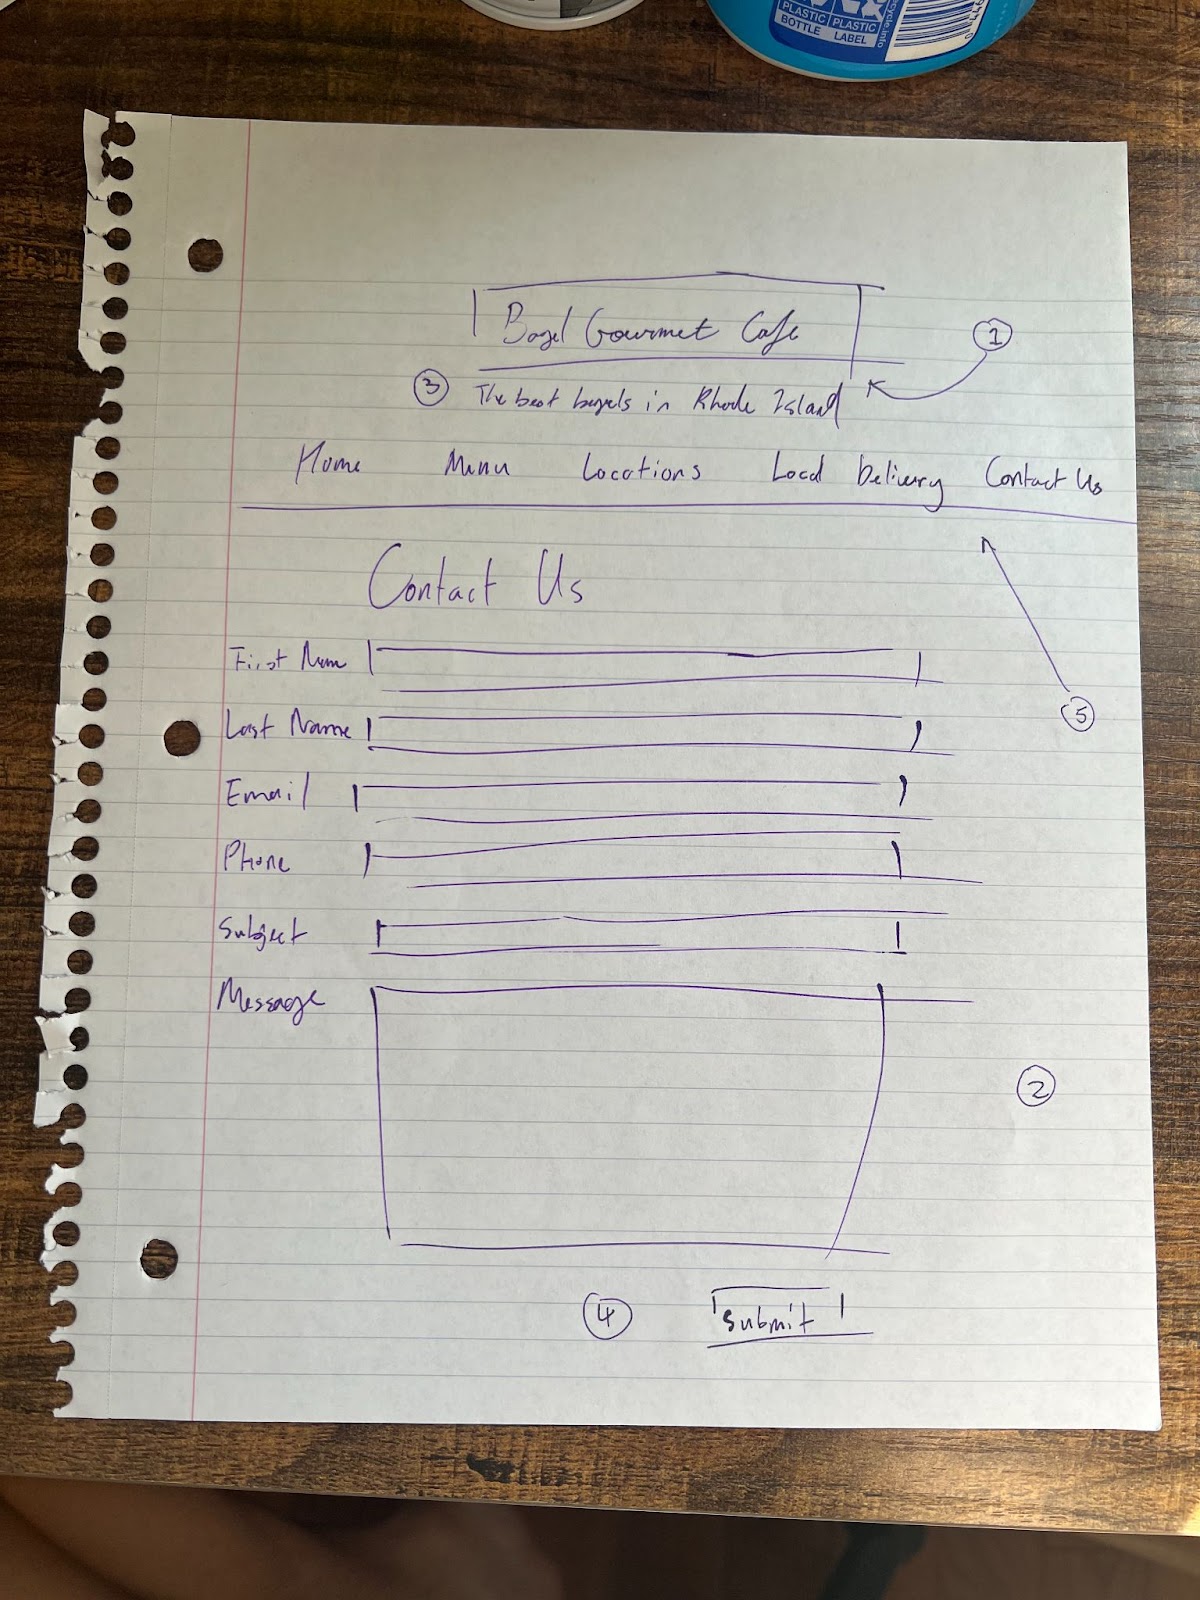 PLASTIC PLASTIC
BOTTLE LABEL
Bagel Gourmet Cafe
1
3 The best bagels in Rhode Island
Home Menu Locations Local Delivery Contact Us
Contact Us
First Name
Last Name
5
Email
Phone
Subject
Message
2
4 Submit